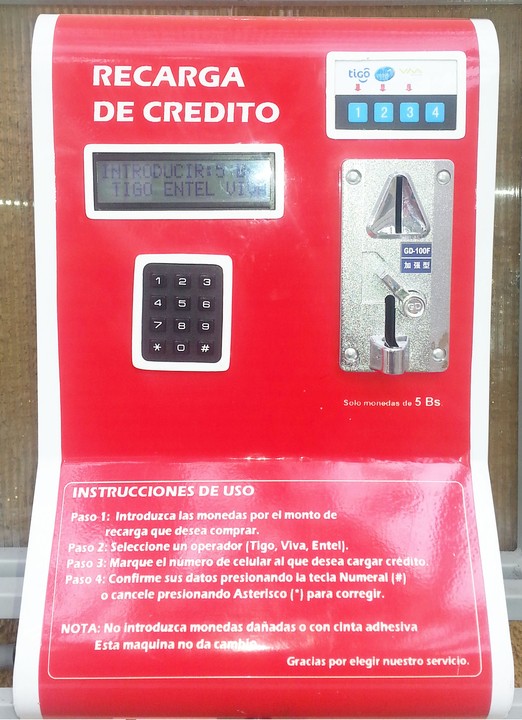 RECARGA
DE CREDITO
tigo
1 2 3 4
INTRODUCIR:5
TIGO ENTEL VIVA
GD-100F
加强型
1 2 3
4 5 6
7 8 9
* 0 #
GD
Solo monedas de 5 Bs.
INSTRUCCIONES DE USO
Paso 1: Introduzca las monedas por el monto de
recarga que desea comprar.
Paso 2: Seleccione un operador (Tigo, Viva, Entel).
Paso 3: Marque el número de celular al que desea cargar crédito.
Paso 4: Confirme sus datos presionando la tecla Numeral (#)
o cancele presionando Asterisco (*) para corregir.
NOTA: No introduzca monedas dañadas o con cinta adhesiva
Esta maquina no da cambio.
Gracias por elegir nuestro servicio.